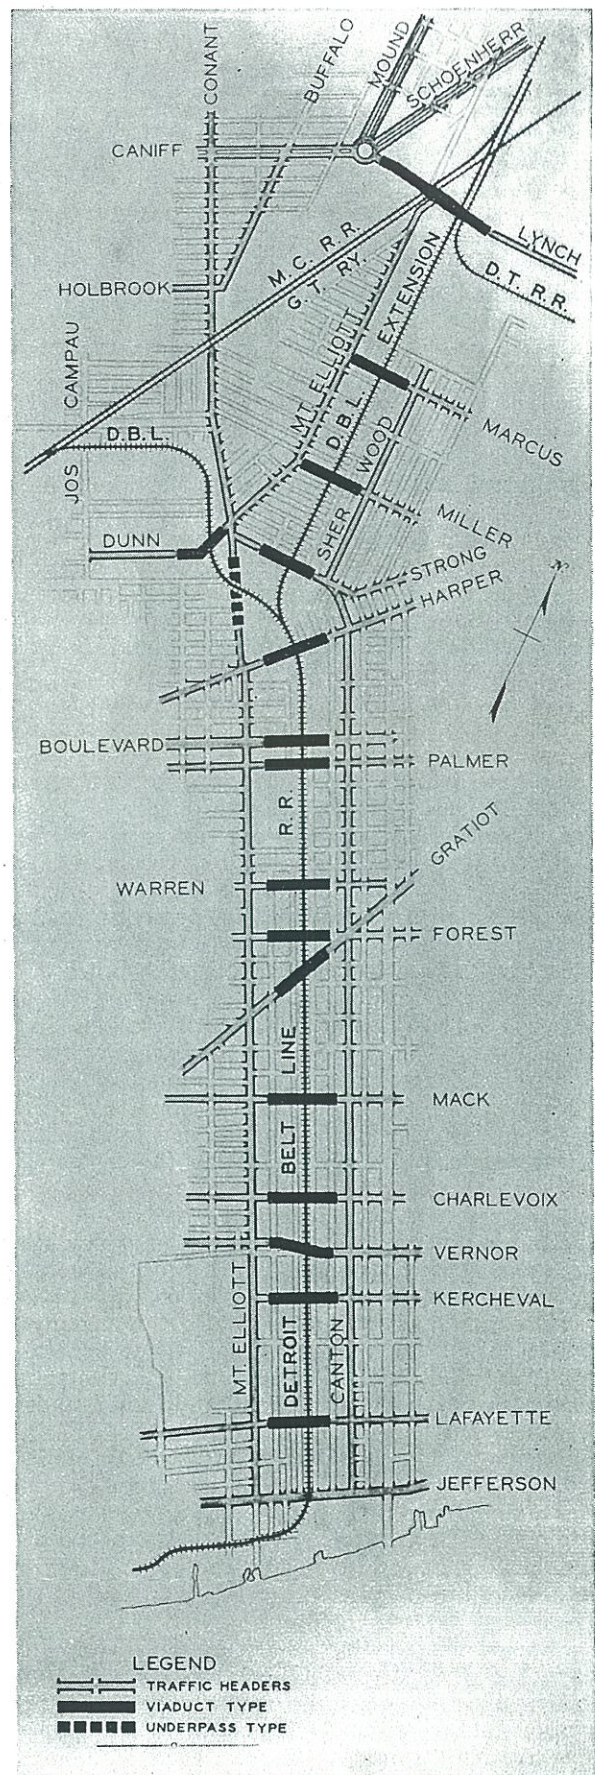 CONANT
BUFFALO
MOUND
SCHOENHERR
CANIFF
LYNCH
D.T. R.R.
M.C. R.R.
G.T. RY.
HOLBROOK
EXTENSION
D.B.L.
MT. ELLIOTT
JOS CAMPAU
D.B.L.
MARCUS
SHERWOOD
MILLER
DUNN
STRONG
HARPER
N.
BOULEVARD
PALMER
R.R.
GRATIOT
WARREN
FOREST
LINE
MACK
BELT
CHARLEVOIX
VERNOR
MT. ELLIOTT
KERCHEVAL
DETROIT
CANTON
LAFAYETTE
JEFFERSON
LEGEND
TRAFFIC HEADERS
VIADUCT TYPE
UNDERPASS TYPE